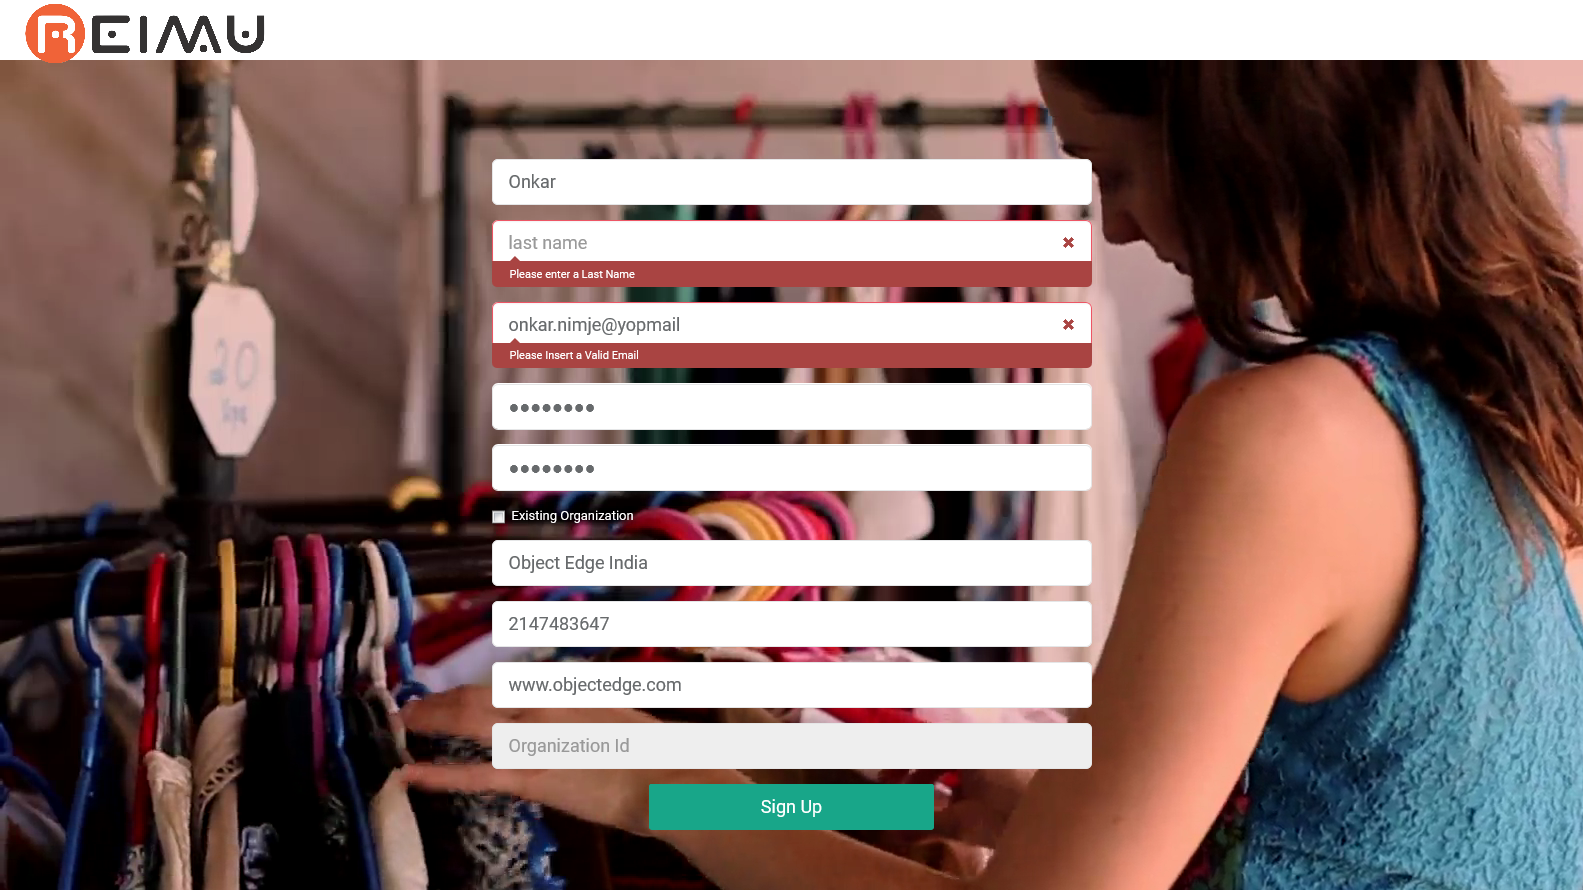 REIMU
Onkar
last name
Please enter a Last Name
onkar.nimje@yopmail
Please Insert a Valid Email
Existing Organization
Object Edge India
2147483647
www.objectedge.com
Organization Id
Sign Up
20